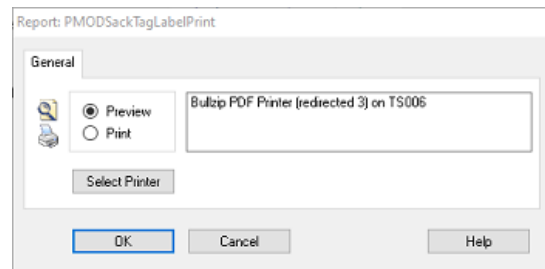 Report: PMODSackTagLabelPrint
General
Preview
Bullzip PDF Printer (redirected 3) on TS006
Print
Select Printer
OK
Cancel
Help